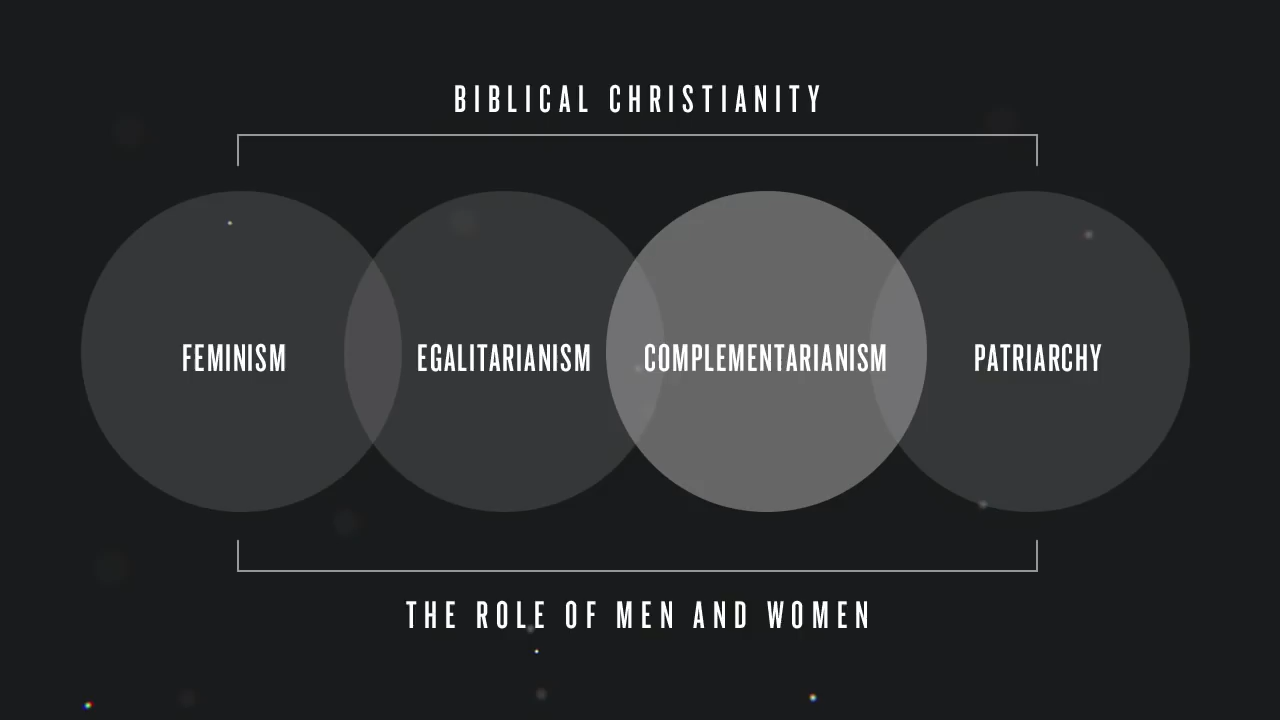 BIBLICAL CHRISTIANITY
FEMINISM
EGALITARIANISM
COMPLEMENTARIANISM
PATRIARCHY
THE ROLE OF MEN AND WOMEN